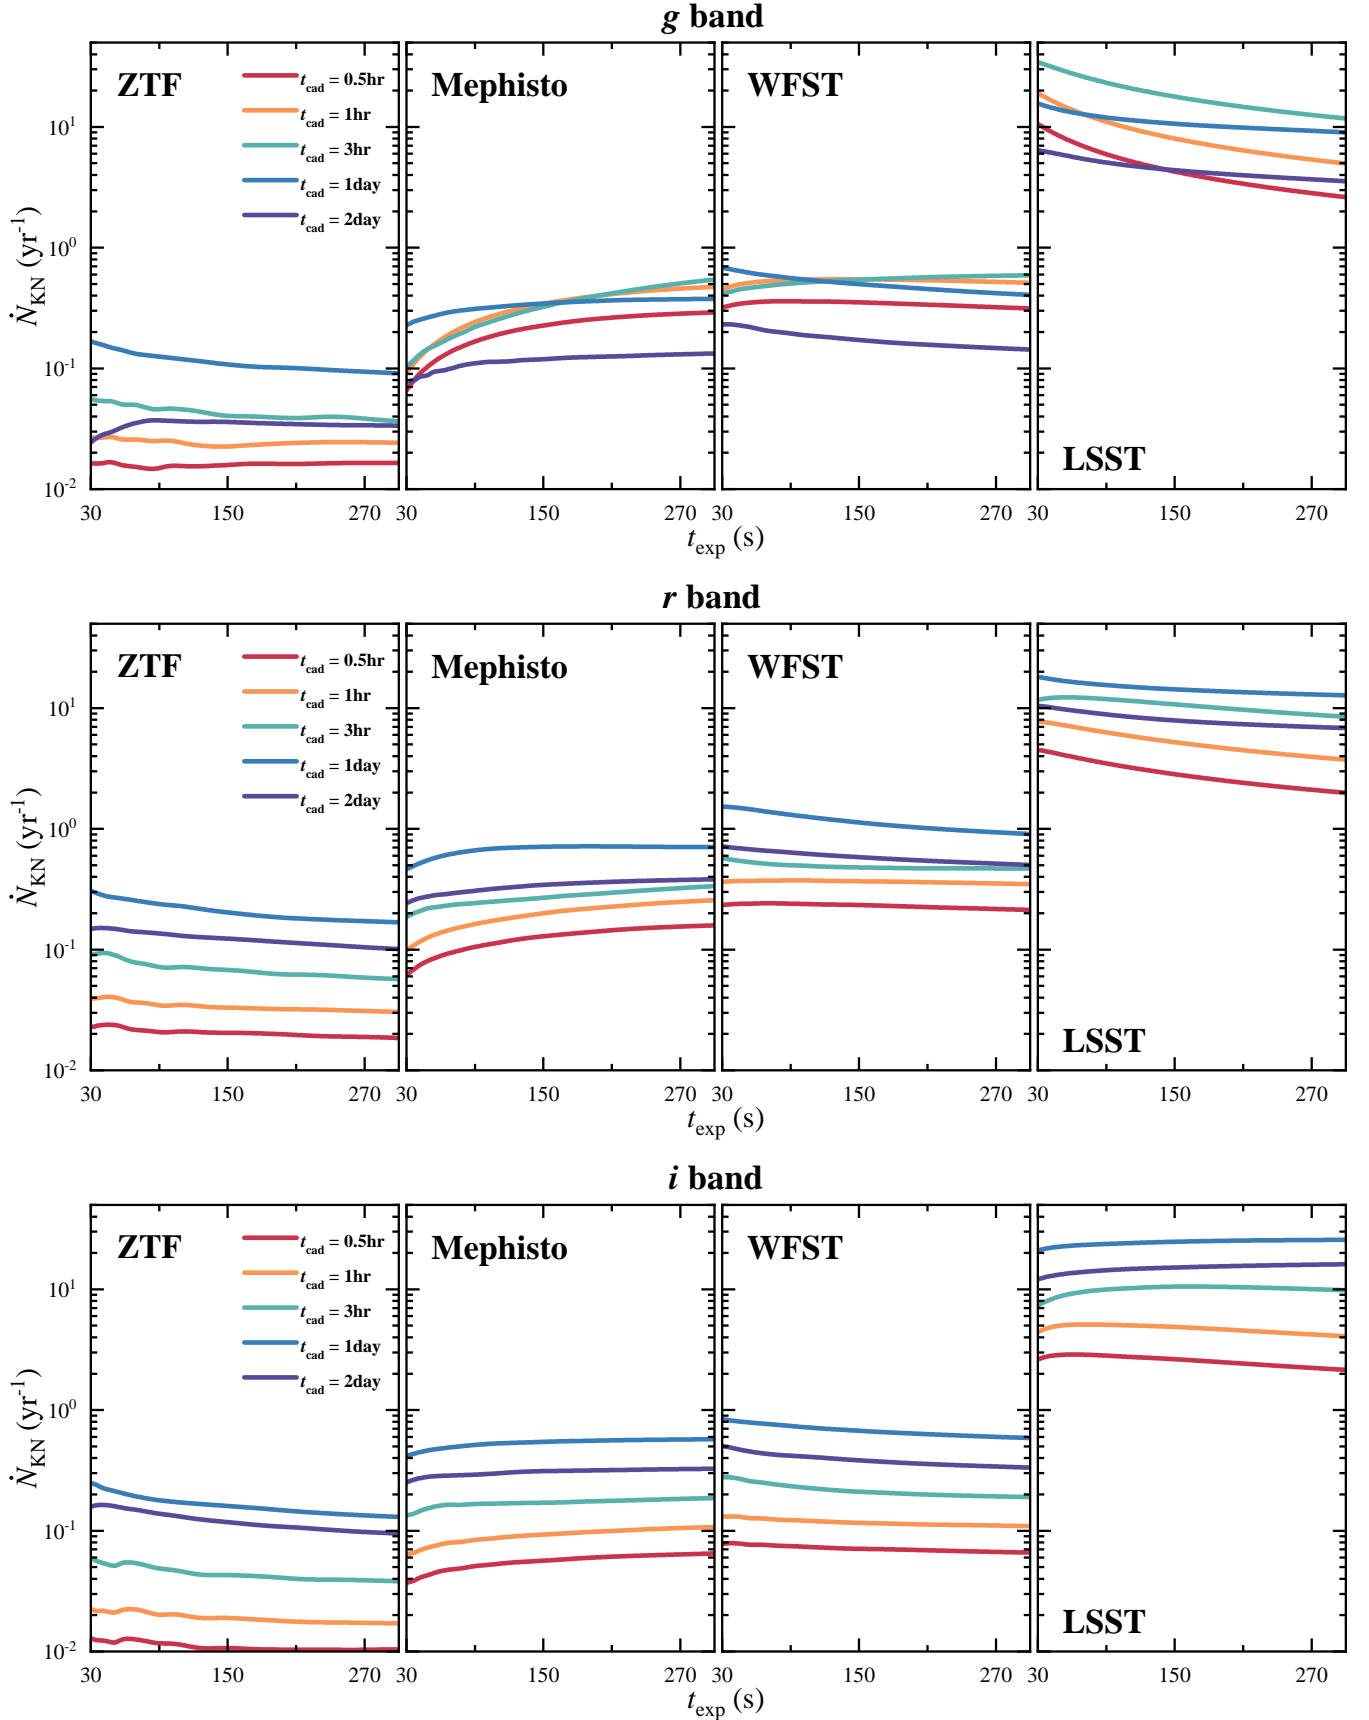 g band
ZTF
Mephisto
WFST
LSST
t_cad = 0.5hr
t_cad = 1hr
t_cad = 3hr
t_cad = 1day
t_cad = 2day
10^1
10^0
10^-1
10^-2
Ṅ_KN (yr^-1)
30 150 270 30 150 270 30 150 270 30 150 270
t_exp (s)
r band
ZTF
Mephisto
WFST
LSST
t_cad = 0.5hr
t_cad = 1hr
t_cad = 3hr
t_cad = 1day
t_cad = 2day
10^1
10^0
10^-1
10^-2
Ṅ_KN (yr^-1)
30 150 270 30 150 270 30 150 270 30 150 270
t_exp (s)
i band
ZTF
Mephisto
WFST
LSST
t_cad = 0.5hr
t_cad = 1hr
t_cad = 3hr
t_cad = 1day
t_cad = 2day
10^1
10^0
10^-1
10^-2
Ṅ_KN (yr^-1)
30 150 270 30 150 270 30 150 270 30 150 270
t_exp (s)